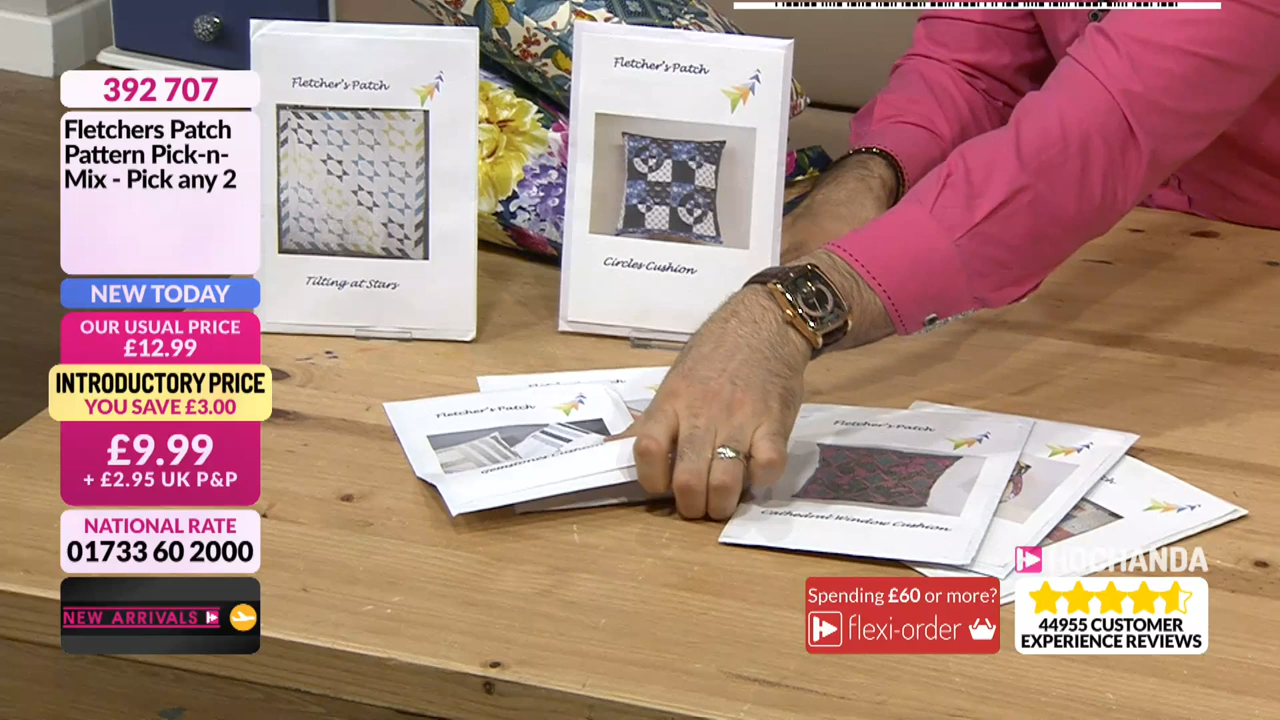 392 707
Fletchers Patch
Pattern Pick-n-
Mix - Pick any 2
NEW TODAY
OUR USUAL PRICE
£12.99
INTRODUCTORY PRICE
YOU SAVE £3.00
£9.99
+ £2.95 UK P&P
NATIONAL RATE
01733 60 2000
NEW ARRIVALS
Fletcher's Patch
Tilting at Stars
Fletcher's Patch
Circles Cushion
Fletcher's Patch
Fletcher's Patch
Cathedral Window Cushion
HOCHANDA
Spending £60 or more?
flexi-order
44955 CUSTOMER
EXPERIENCE REVIEWS